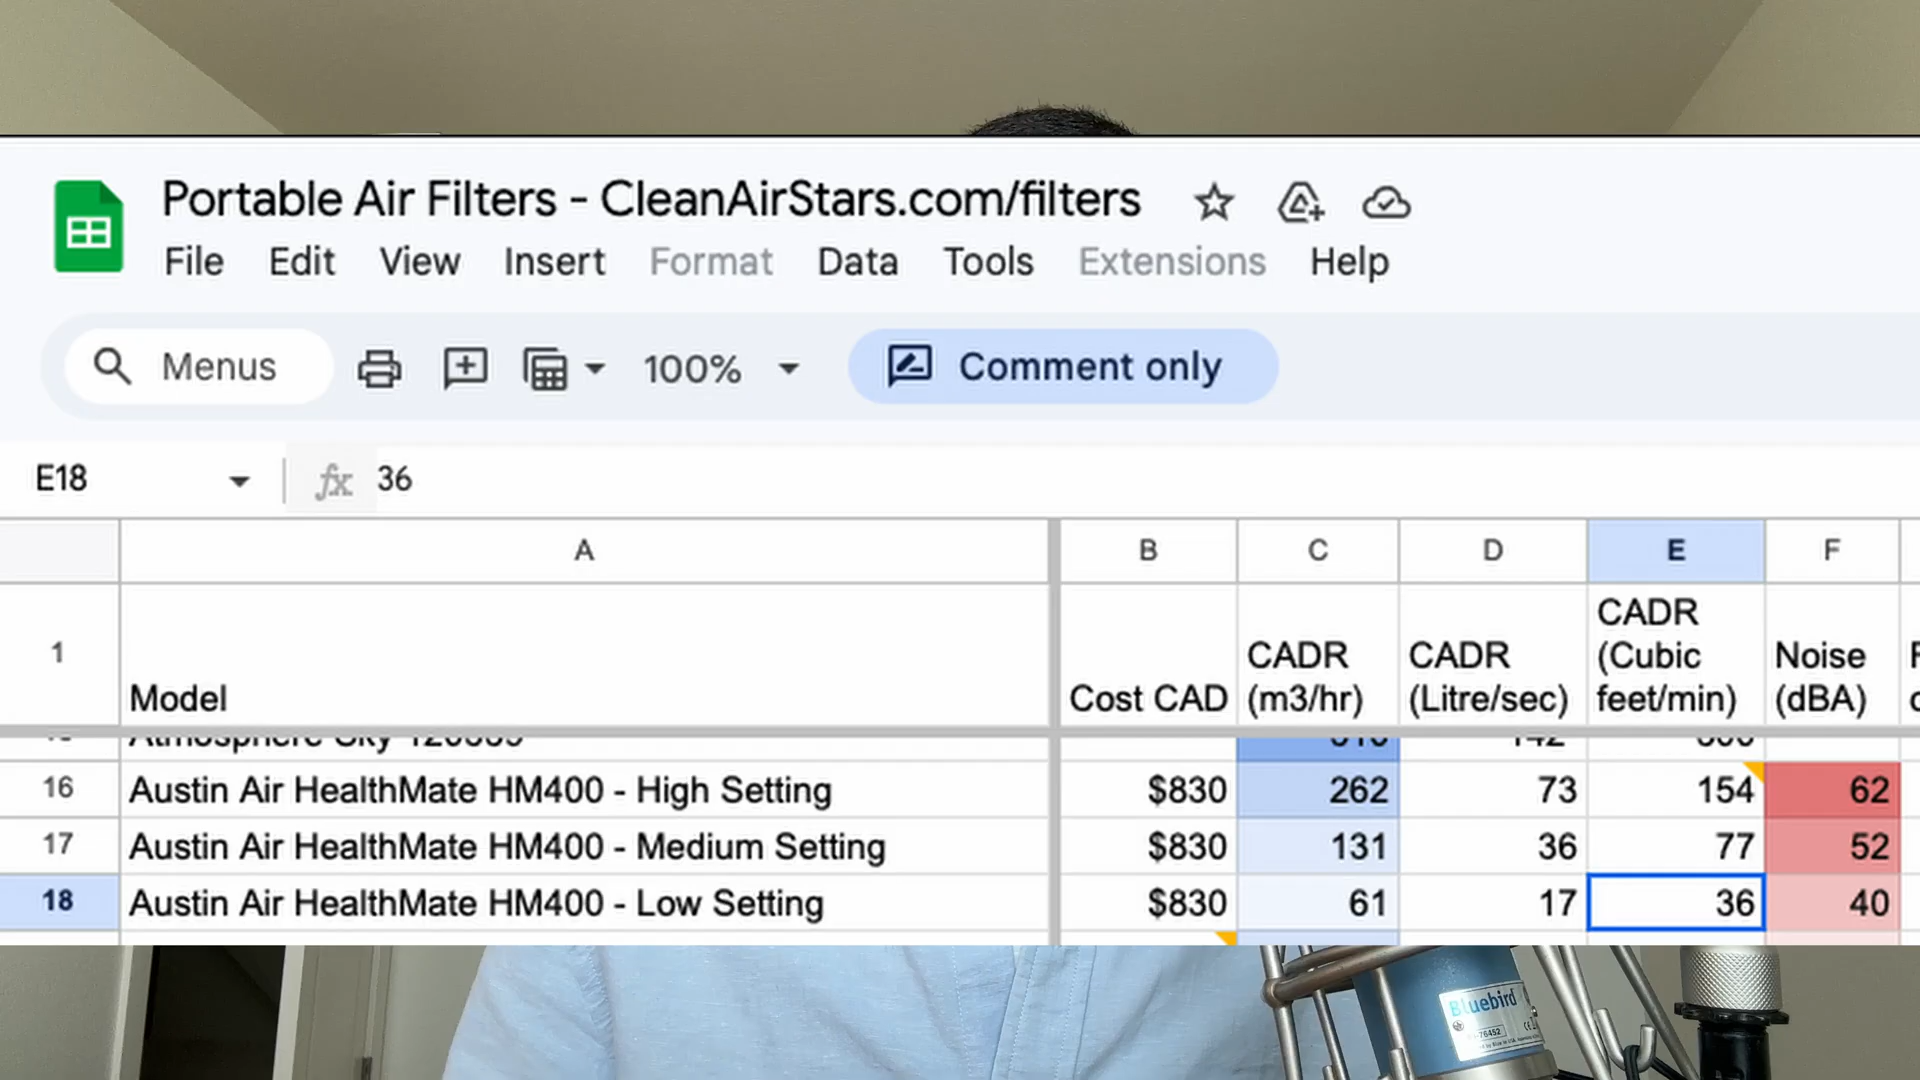 Portable Air Filters - CleanAirStars.com/filters
File Edit View Insert Format Data Tools Extensions Help
Menus 100% Comment only
E18 fx 36
A B C D E F
1 Model Cost CAD CADR (m3/hr) CADR (Litre/sec) CADR (Cubic feet/min) Noise (dBA)
16 Austin Air HealthMate HM400 - High Setting $830 262 73 154 62
17 Austin Air HealthMate HM400 - Medium Setting $830 131 36 77 52
18 Austin Air HealthMate HM400 - Low Setting $830 61 17 36 40
Bluebird